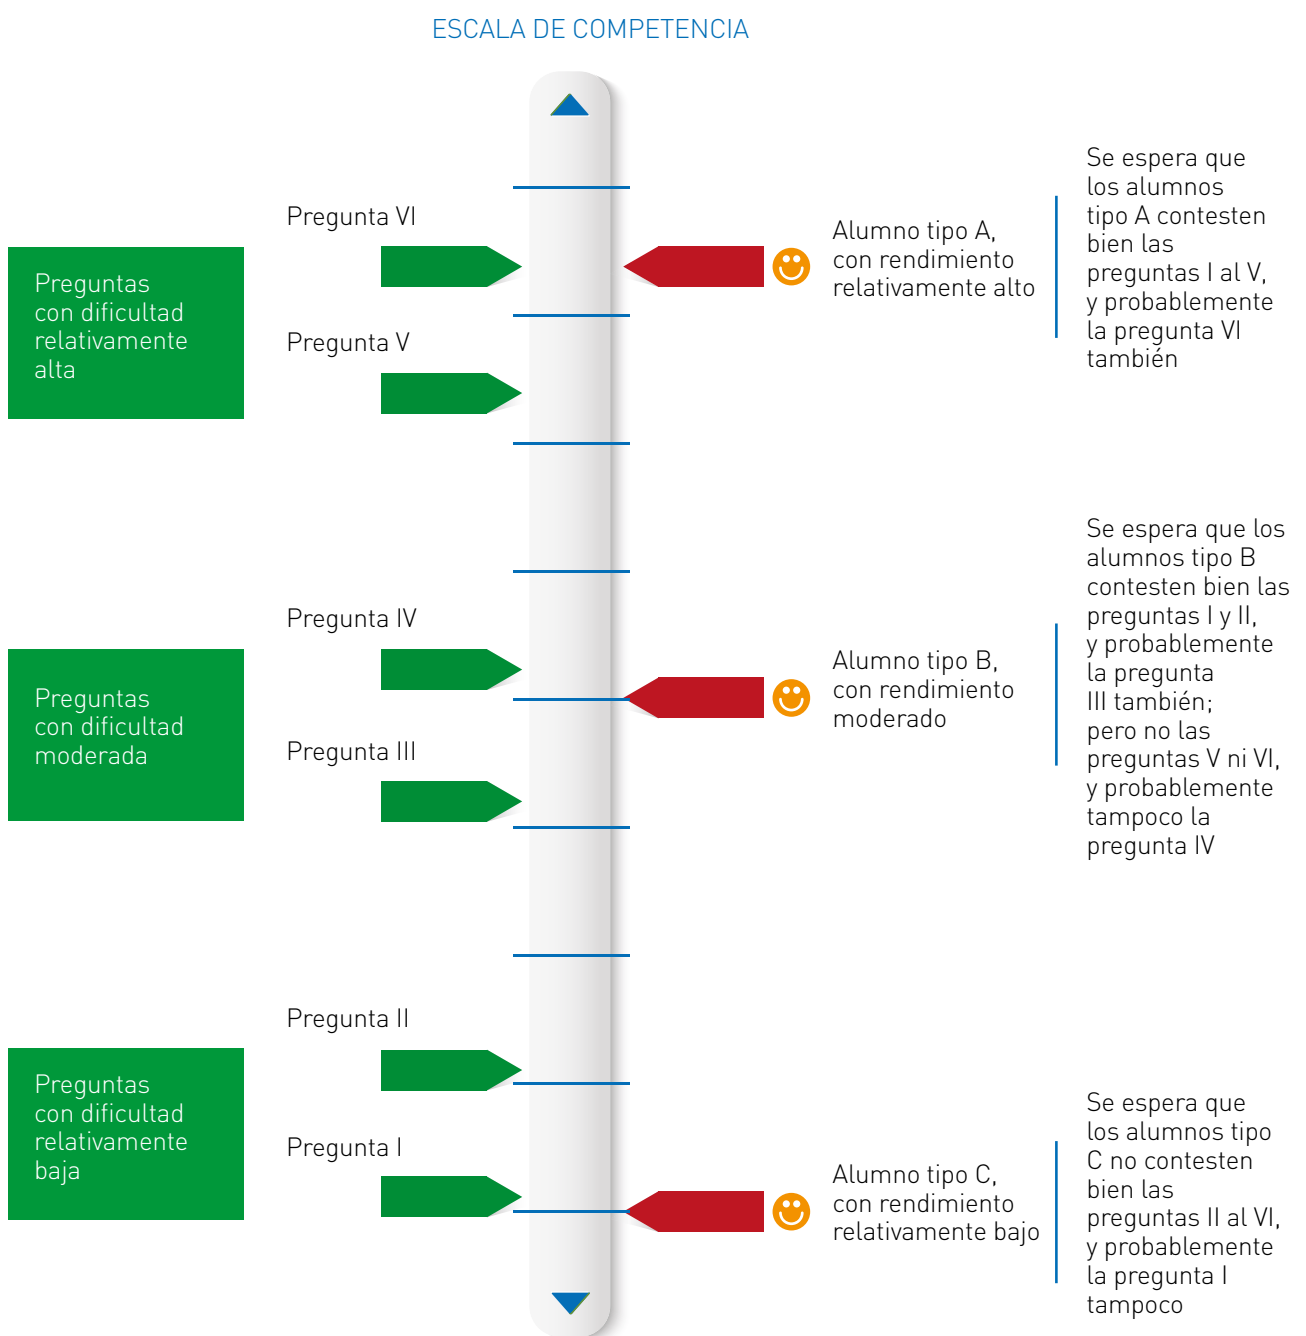 ESCALA DE COMPETENCIA
Preguntas
con dificultad
relativamente
alta
Pregunta VI
Pregunta V
Alumno tipo A,
con rendimiento
relativamente alto
Se espera que
los alumnos
tipo A contesten
bien las
preguntas I al V,
y probablemente
la pregunta VI
también
Preguntas
con dificultad
moderada
Pregunta IV
Pregunta III
Alumno tipo B,
con rendimiento
moderado
Se espera que los
alumnos tipo B
contesten bien las
preguntas I y II,
y probablemente
la pregunta
III también;
pero no las
preguntas V ni VI,
y probablemente
tampoco la
pregunta IV
Preguntas
con dificultad
relativamente
baja
Pregunta II
Pregunta I
Alumno tipo C,
con rendimiento
relativamente bajo
Se espera que
los alumnos tipo
C no contesten
bien las
preguntas II al VI,
y probablemente
la pregunta I
tampoco